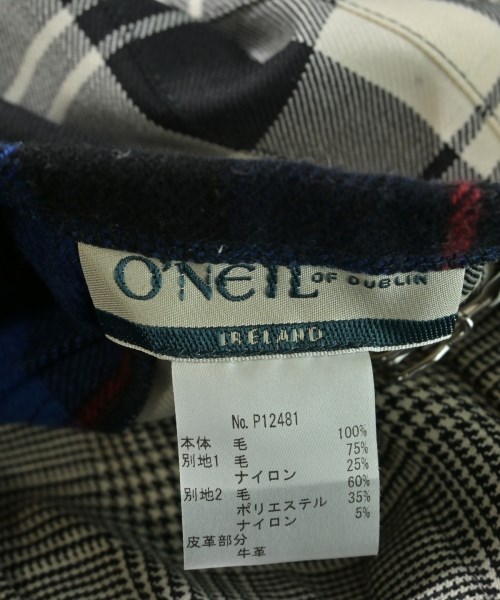 O'NEIL OF DUBLIN
IRELAND
No. P12481
本体 毛 100%
別地1 毛 75%
ナイロン 25%
別地2 毛 60%
ポリエステル 35%
ナイロン 5%
皮革部分
牛革